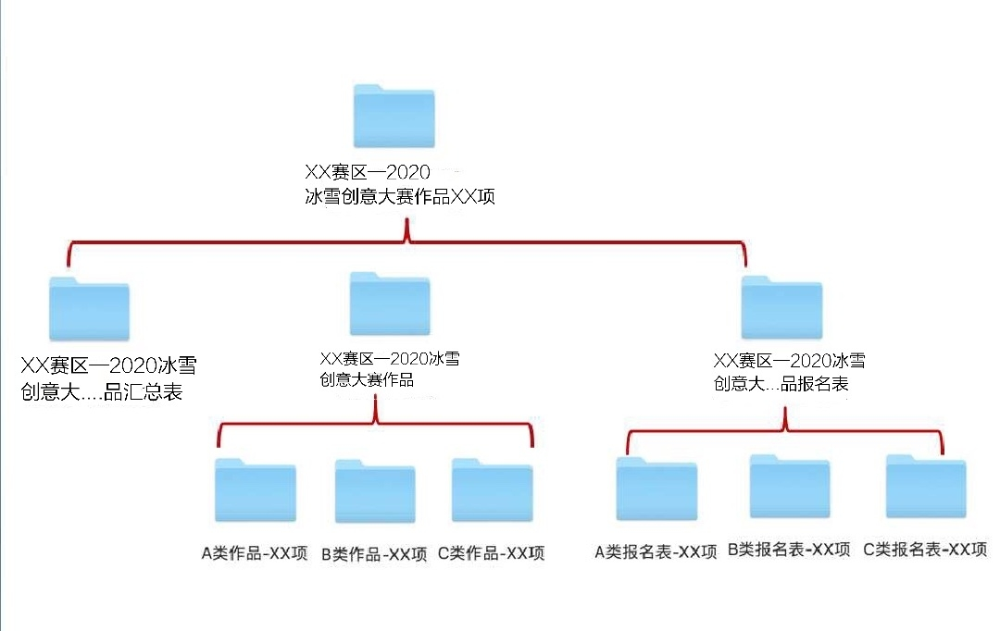 XX赛区—2020
冰雪创意大赛作品XX项
XX赛区—2020冰雪
创意大....品汇总表
XX赛区—2020冰雪
创意大赛作品
XX赛区—2020冰雪
创意大...品报名表
A类作品-XX项
B类作品-XX项
C类作品-XX项
A类报名表-XX项
B类报名表-XX项
C类报名表-XX项